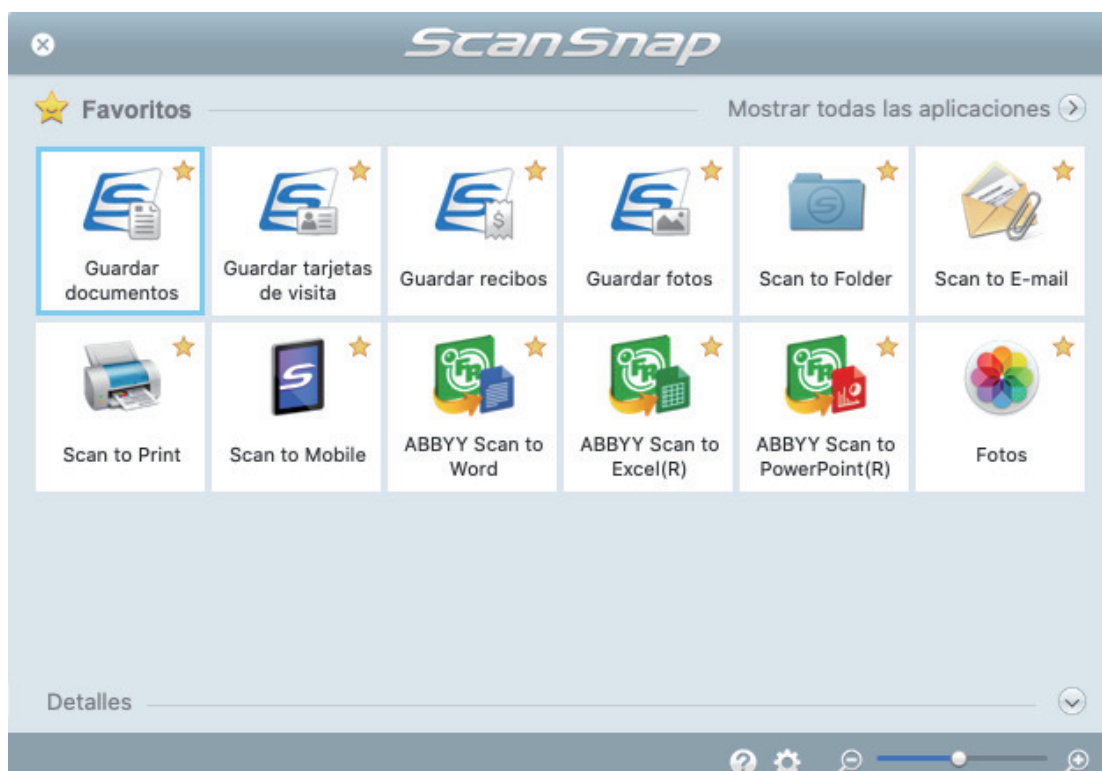 ScanSnap
Favoritos
Mostrar todas las aplicaciones
Guardar
documentos
Guardar tarjetas
de visita
Guardar recibos
Guardar fotos
Scan to Folder
Scan to E-mail
Scan to Print
Scan to Mobile
ABBYY Scan to
Word
ABBYY Scan to
Excel(R)
ABBYY Scan to
PowerPoint(R)
Fotos
Detalles